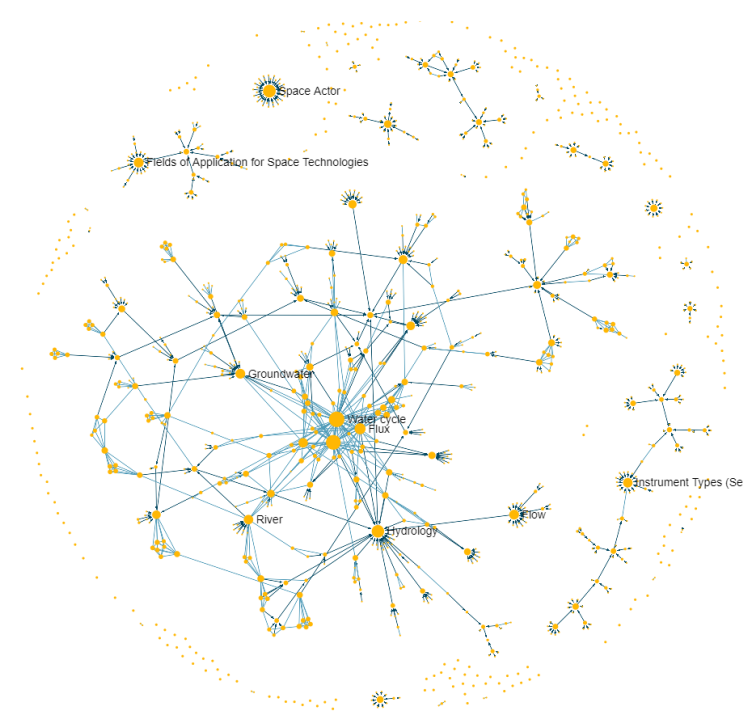 Space Actor
Fields of Application for Space Technologies
Groundwater
Water cycle
Flux
Instrument Types (Se
River
Flow
Hydrology